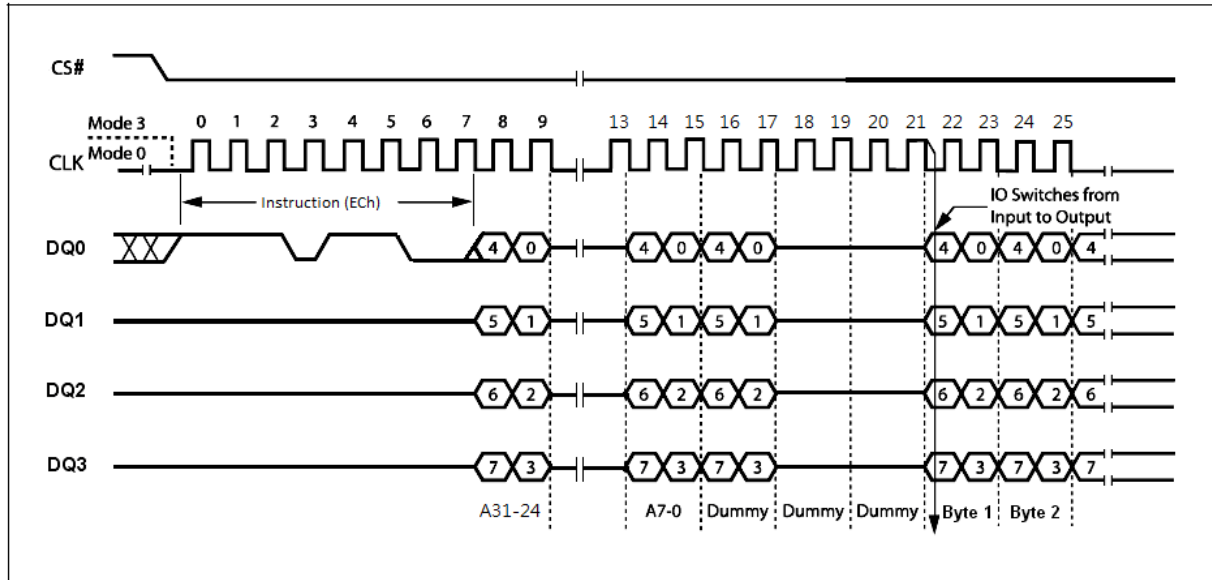 CS#
Mode 3
0 1 2 3 4 5 6 7 8 9 13 14 15 16 17 18 19 20 21 22 23 24 25
CLK Mode 0
Instruction (ECh)
IO Switches from
Input to Output
DQ0 4 0 4 0 4 0 4 0 4 0 4
DQ1 5 1 5 1 5 1 5 1 5 1 5
DQ2 6 2 6 2 6 2 6 2 6 2 6
DQ3 7 3 7 3 7 3 7 3 7 3 7
A31-24 A7-0 Dummy Dummy Dummy Byte 1 Byte 2